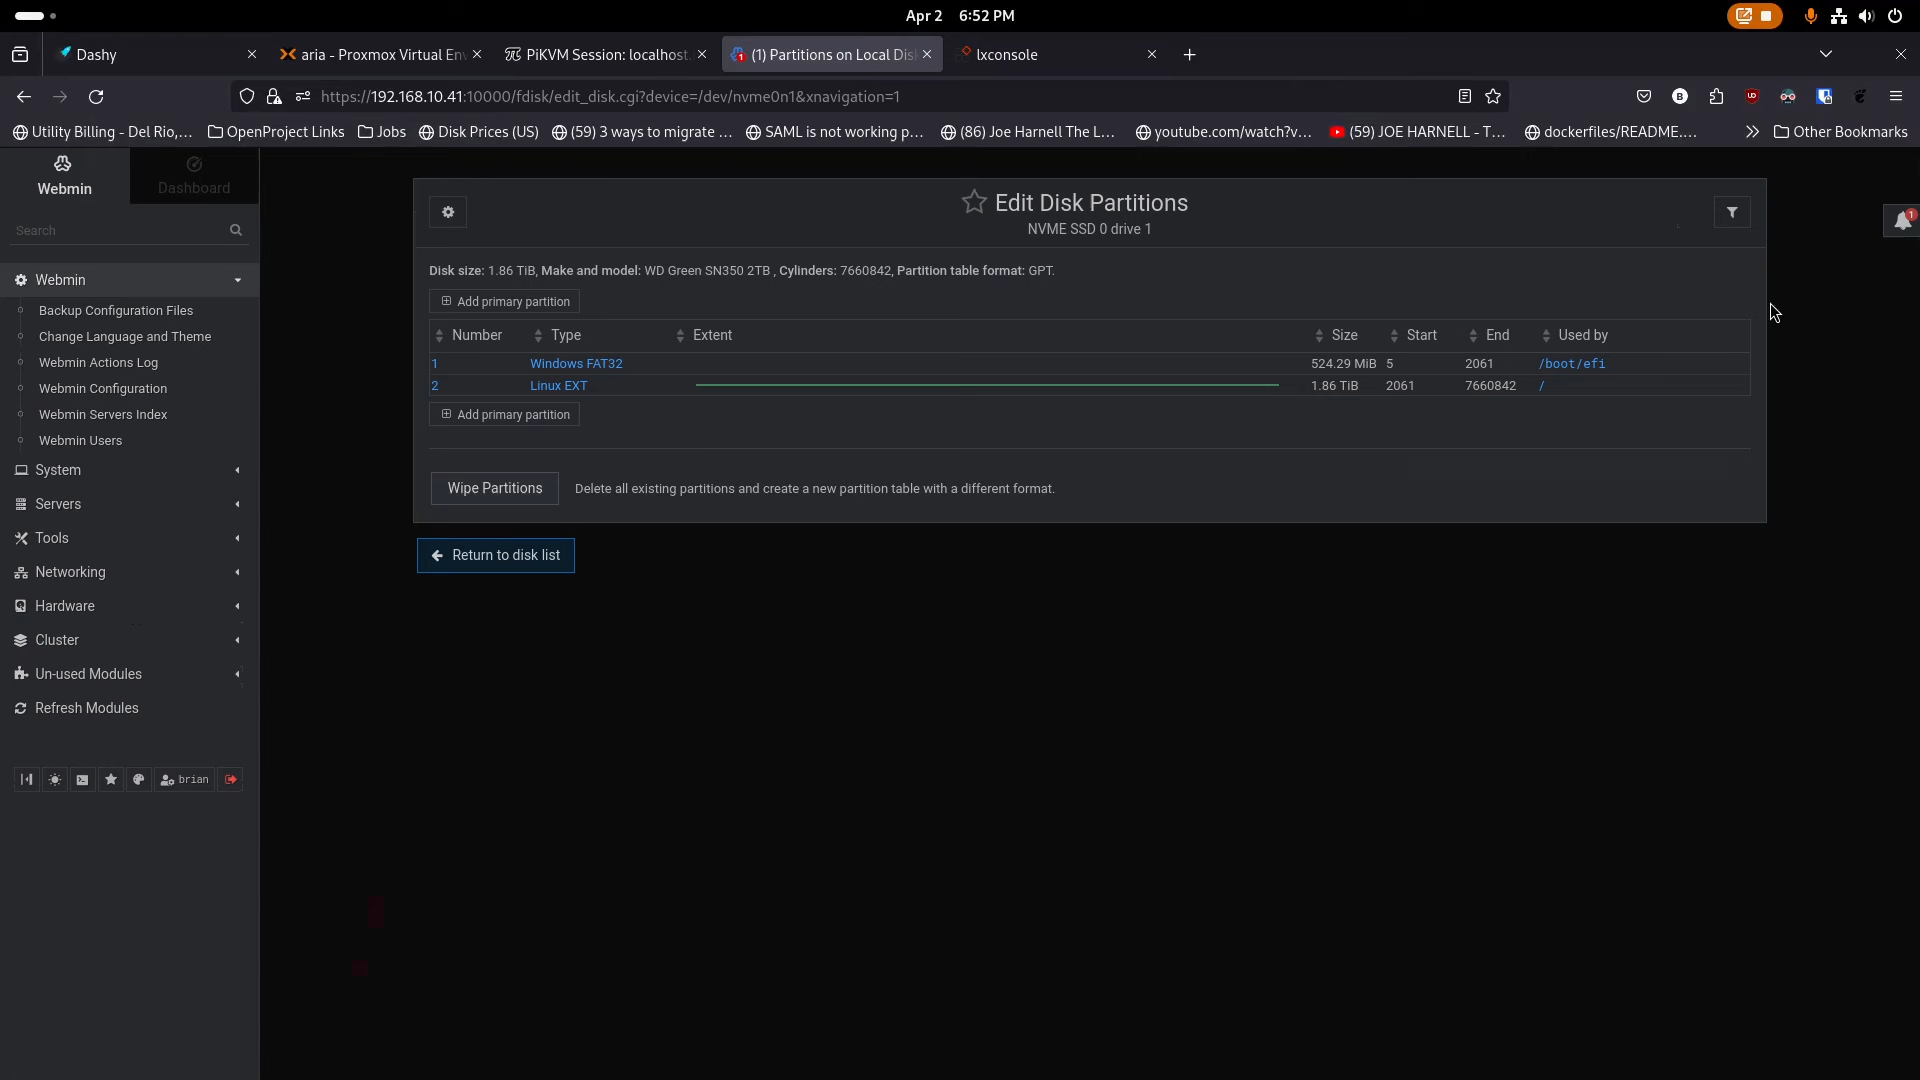 Apr 2 6:52 PM
Dashy
aria - Proxmox Virtual En
PiKVM Session: localhost.
(1) Partitions on Local Dis
lxconsole
https://192.168.10.41:10000/fdisk/edit_disk.cgi?device=/dev/nvme0n1&xnavigation=1
Utility Billing - Del Rio,...
OpenProject Links
Jobs
Disk Prices (US)
(59) 3 ways to migrate ...
SAML is not working p...
(86) Joe Harnell The L...
youtube.com/watch?v...
(59) JOE HARNELL - T...
dockerfiles/README....
Other Bookmarks
Webmin
Dashboard
Search
Webmin
Backup Configuration Files
Change Language and Theme
Webmin Actions Log
Webmin Configuration
Webmin Servers Index
Webmin Users
System
Servers
Tools
Networking
Hardware
Cluster
Un-used Modules
Refresh Modules
brian
Edit Disk Partitions
NVME SSD 0 drive 1
1
Disk size: 1.86 TiB, Make and model: WD Green SN350 2TB , Cylinders: 7660842, Partition table format: GPT.
Add primary partition
Number Type Extent Size Start End Used by
1 Windows FAT32 524.29 MiB 5 2061 /boot/efi
2 Linux EXT 1.86 TiB 2061 7660842 /
Add primary partition
Wipe Partitions Delete all existing partitions and create a new partition table with a different format.
Return to disk list